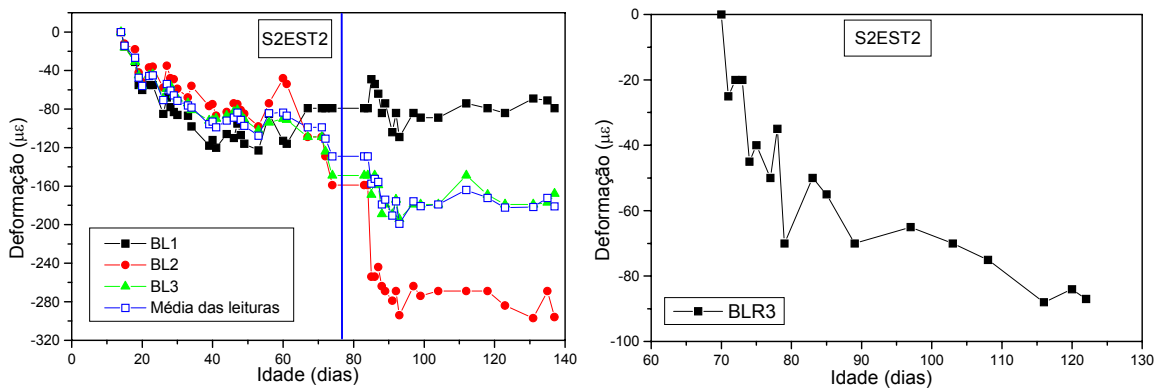 S2EST2
0
-40
-80
-120
-160
-200
-240
-280
-320
Deformação (με)
BL1
BL2
BL3
Média das leituras
0 20 40 60 80 100 120 140
Idade (dias)
S2EST2
0
-20
-40
-60
-80
-100
Deformação (με)
BLR3
60 70 80 90 100 110 120 130
Idade (dias)